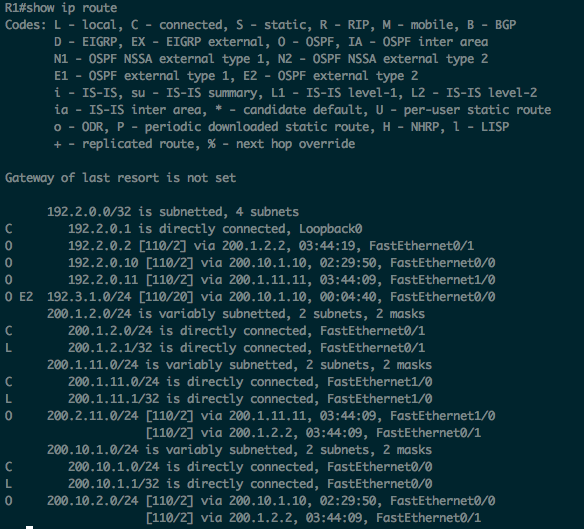 R1#show ip route
Codes: L - local, C - connected, S - static, R - RIP, M - mobile, B - BGP
       D - EIGRP, EX - EIGRP external, O - OSPF, IA - OSPF inter area
       N1 - OSPF NSSA external type 1, N2 - OSPF NSSA external type 2
       E1 - OSPF external type 1, E2 - OSPF external type 2
       i - IS-IS, su - IS-IS summary, L1 - IS-IS level-1, L2 - IS-IS level-2
       ia - IS-IS inter area, * - candidate default, U - per-user static route
       o - ODR, P - periodic downloaded static route, H - NHRP, l - LISP
       + - replicated route, % - next hop override

Gateway of last resort is not set

      192.2.0.0/32 is subnetted, 4 subnets
C        192.2.0.1 is directly connected, Loopback0
O        192.2.0.2 [110/2] via 200.1.2.2, 03:44:19, FastEthernet0/1
O        192.2.0.10 [110/2] via 200.10.1.10, 02:29:50, FastEthernet0/0
O        192.2.0.11 [110/2] via 200.1.11.11, 03:44:09, FastEthernet1/0
O E2  192.3.1.0/24 [110/20] via 200.10.1.10, 00:04:40, FastEthernet0/0
      200.1.2.0/24 is variably subnetted, 2 subnets, 2 masks
C        200.1.2.0/24 is directly connected, FastEthernet0/1
L        200.1.2.1/32 is directly connected, FastEthernet0/1
      200.1.11.0/24 is variably subnetted, 2 subnets, 2 masks
C        200.1.11.0/24 is directly connected, FastEthernet1/0
L        200.1.11.1/32 is directly connected, FastEthernet1/0
O     200.2.11.0/24 [110/2] via 200.1.11.11, 03:44:09, FastEthernet1/0
                    [110/2] via 200.1.2.2, 03:44:09, FastEthernet0/1
      200.10.1.0/24 is variably subnetted, 2 subnets, 2 masks
C        200.10.1.0/24 is directly connected, FastEthernet0/0
L        200.10.1.1/32 is directly connected, FastEthernet0/0
O     200.10.2.0/24 [110/2] via 200.10.1.10, 02:29:50, FastEthernet0/0
                    [110/2] via 200.1.2.2, 03:44:09, FastEthernet0/1